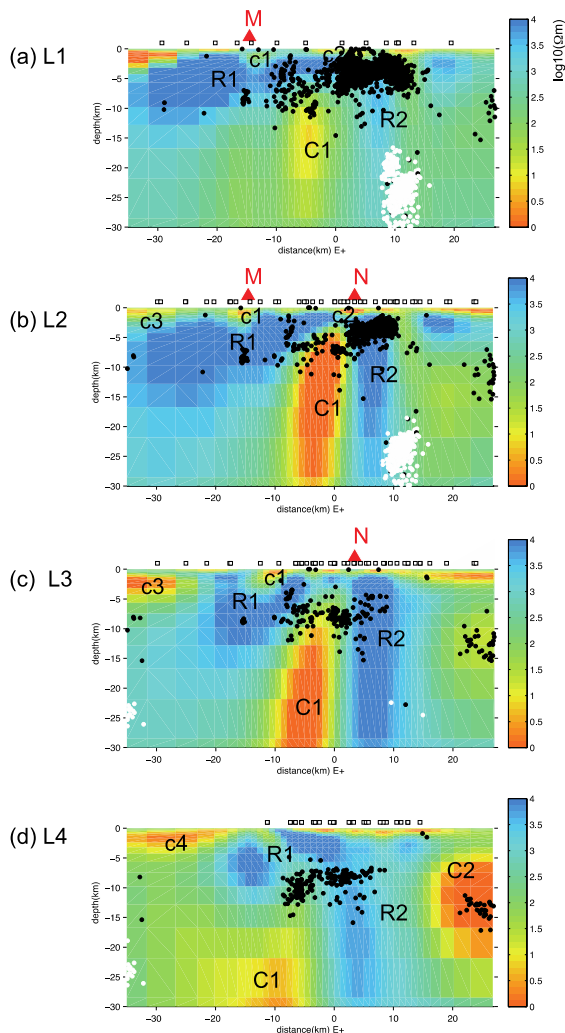 M
(a) L1
0
−5
−10
−15
−20
−25
−30
depth(km)
R1
c1
c2
C1
R2
−30 −20 −10 0 10 20
distance(km) E+
4
3.5
3
2.5
2
1.5
1
0.5
0
log10(Ωm)
M N
(b) L2
0
−5
−10
−15
−20
−25
−30
depth(km)
c3
c1
c2
R1
R2
C1
−30 −20 −10 0 10 20
distance(km) E+
4
3.5
3
2.5
2
1.5
1
0.5
0
N
(c) L3
0
−5
−10
−15
−20
−25
−30
depth(km)
c3
c1
R1
R2
C1
−30 −20 −10 0 10 20
distance(km) E+
4
3.5
3
2.5
2
1.5
1
0.5
0
(d) L4
0
−5
−10
−15
−20
−25
−30
depth(km)
c4
R1
C2
R2
C1
−30 −20 −10 0 10 20
distance(km) E+
4
3.5
3
2.5
2
1.5
1
0.5
0